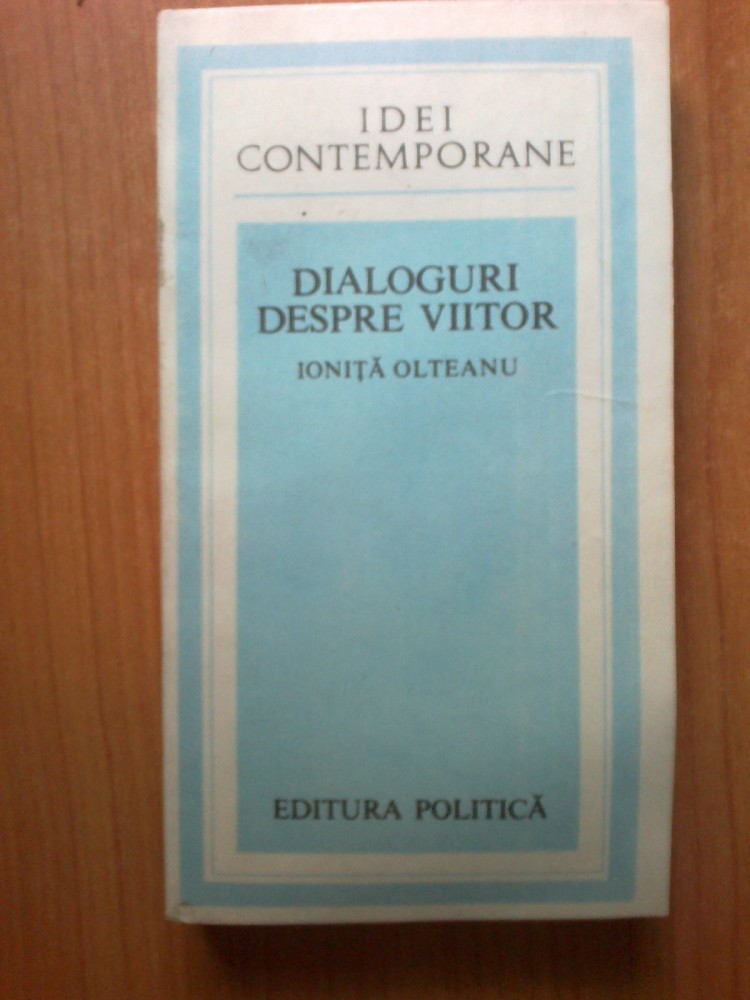 IDEI
CONTEMPORANE
DIALOGURI
DESPRE VIITOR
IONIȚĂ OLTEANU
EDITURA POLITICĂ